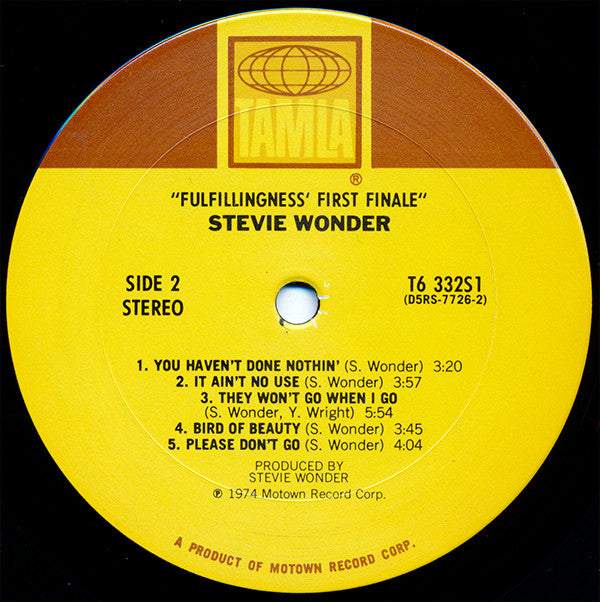 TAMLA
®
"FULFILLINGNESS' FIRST FINALE"
STEVIE WONDER
SIDE 2
STEREO
T6 332S1
(D5RS-7726-2)
1. YOU HAVEN'T DONE NOTHIN' (S. Wonder) 3:20
2. IT AIN'T NO USE (S. Wonder) 3:57
3. THEY WON'T GO WHEN I GO
(S. Wonder, Y. Wright) 5:54
4. BIRD OF BEAUTY (S. Wonder) 3:45
5. PLEASE DON'T GO (S. Wonder) 4:04
PRODUCED BY
STEVIE WONDER
℗ 1974 Motown Record Corp.
A PRODUCT OF MOTOWN RECORD CORP.